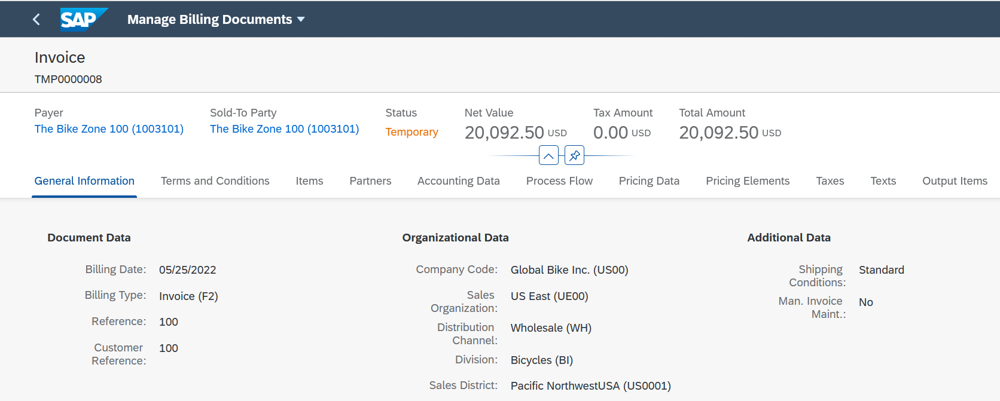 SAP Manage Billing Documents
Invoice
TMP0000008
Payer Sold-To Party Status Net Value Tax Amount Total Amount
The Bike Zone 100 (1003101) The Bike Zone 100 (1003101) Temporary 20,092.50 USD 0.00 USD 20,092.50 USD
General Information Terms and Conditions Items Partners Accounting Data Process Flow Pricing Data Pricing Elements Taxes Texts Output Items
Document Data
Billing Date: 05/25/2022
Billing Type: Invoice (F2)
Reference: 100
Customer 100
Reference:
Organizational Data
Company Code: Global Bike Inc. (US00)
Sales US East (UE00)
Organization:
Distribution Wholesale (WH)
Channel:
Division: Bicycles (BI)
Sales District: Pacific NorthwestUSA (US0001)
Additional Data
Shipping Standard
Conditions:
Man. Invoice No
Maint.: